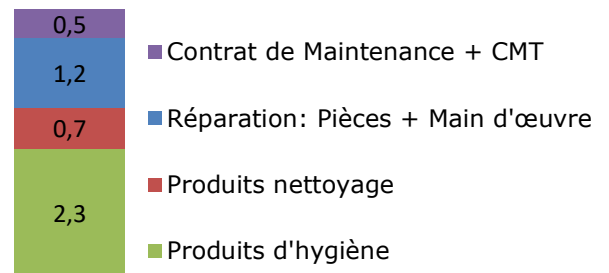 0,5
Contrat de Maintenance + CMT
1,2
Réparation: Pièces + Main d'œuvre
0,7
Produits nettoyage
2,3
Produits d'hygiène